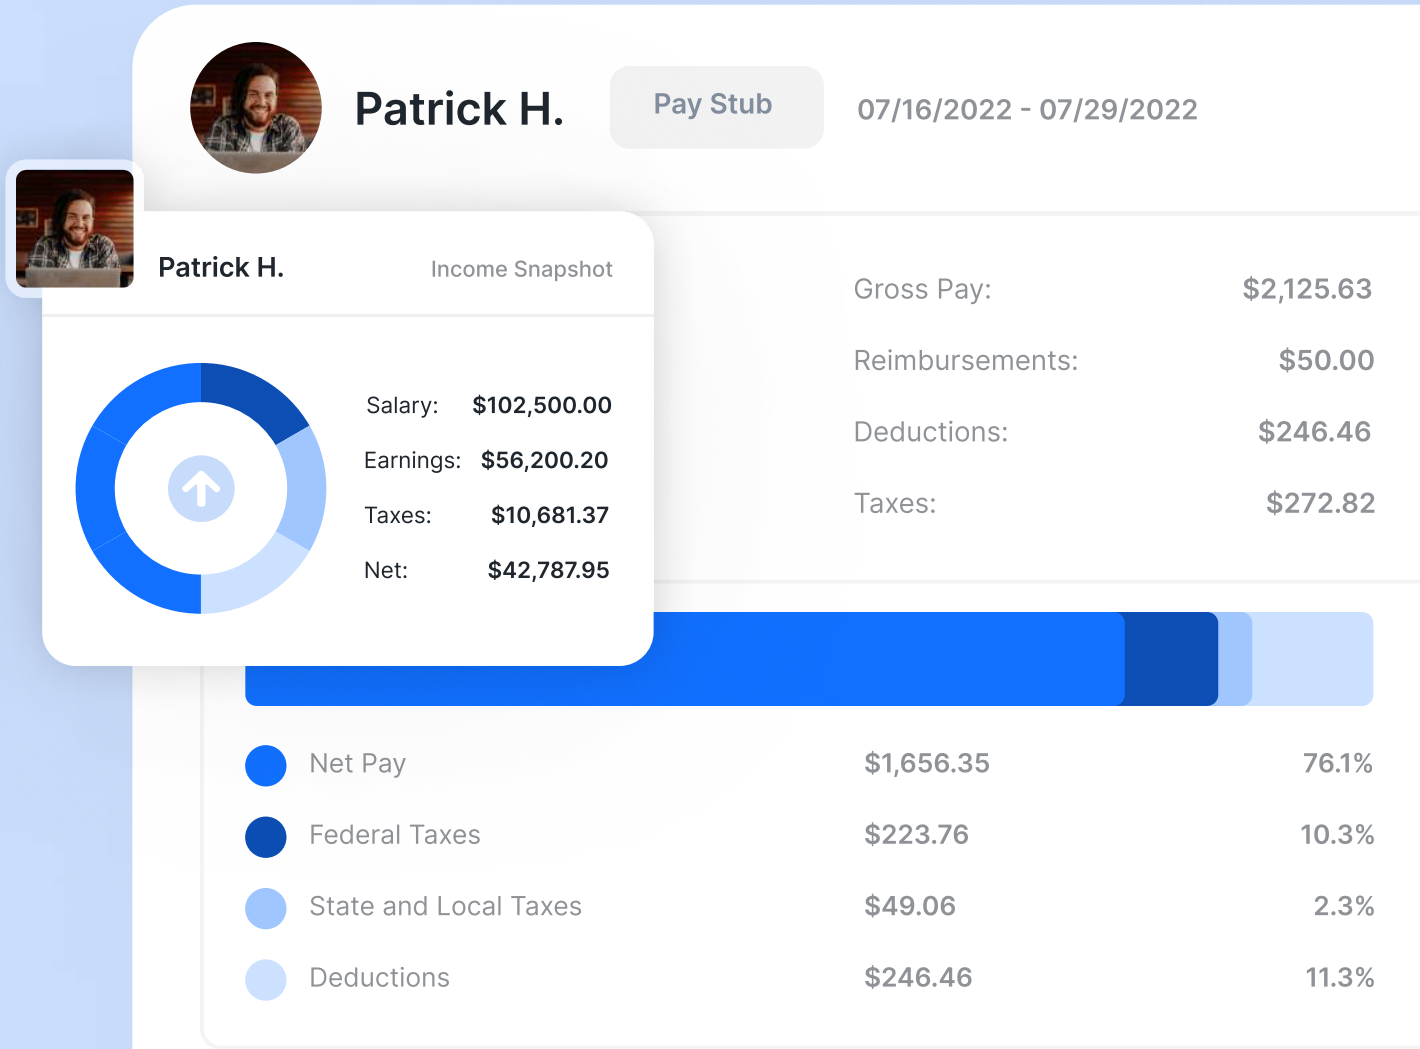 Patrick H.
Pay Stub
07/16/2022 - 07/29/2022
Patrick H.
Income Snapshot
Salary: $102,500.00
Earnings: $56,200.20
Taxes: $10,681.37
Net: $42,787.95
Gross Pay: $2,125.63
Reimbursements: $50.00
Deductions: $246.46
Taxes: $272.82
Net Pay $1,656.35 76.1%
Federal Taxes $223.76 10.3%
State and Local Taxes $49.06 2.3%
Deductions $246.46 11.3%